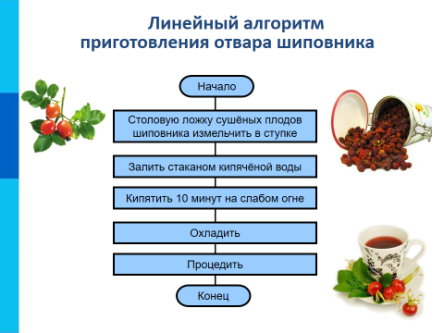 Линейный алгоритм
приготовления отвара шиповника
Начало
Столовую ложку сушёных плодов
шиповника измельчить в ступке
Залить стаканом кипячёной воды
Кипятить 10 минут на слабом огне
Охладить
Процедить
Конец